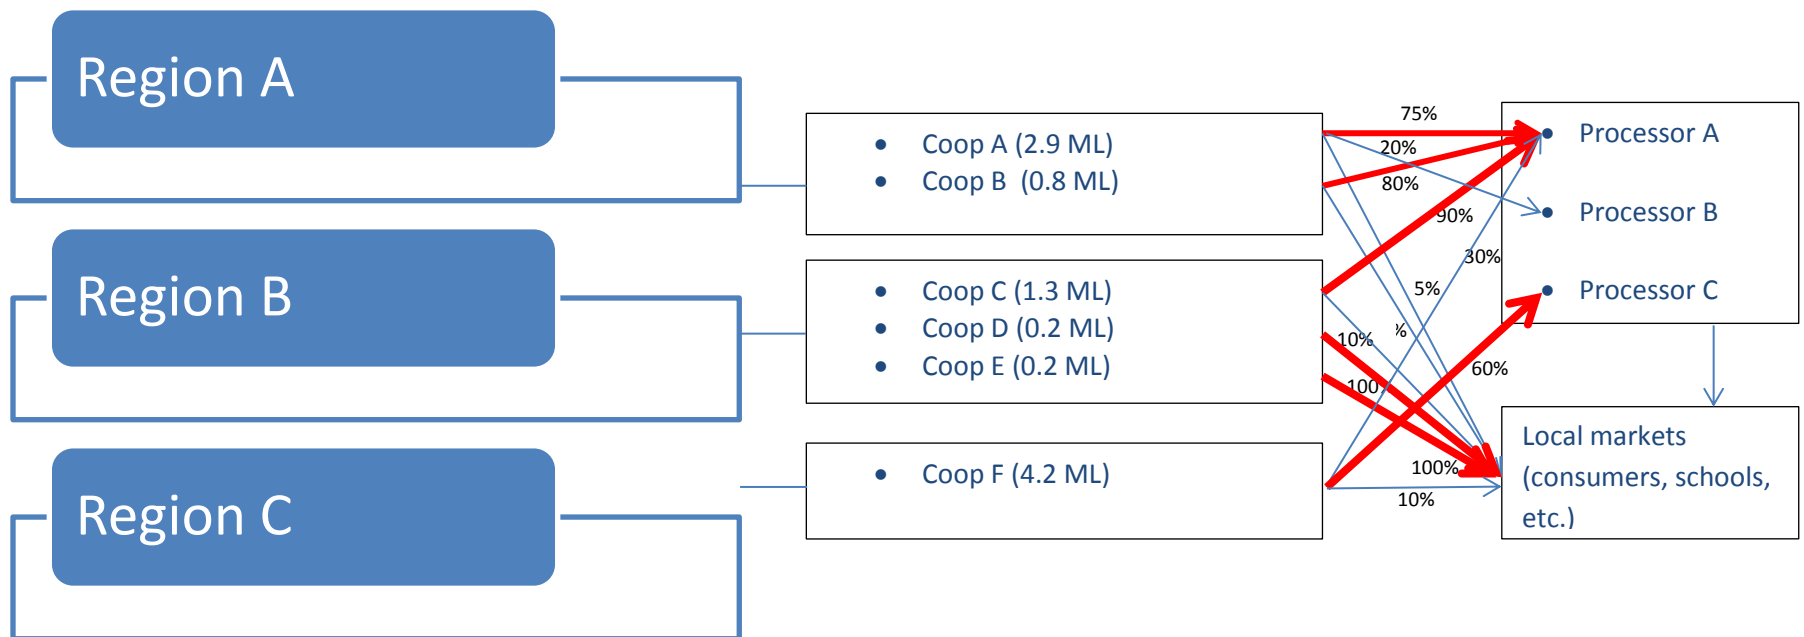 Region A
Region B
Region C
• Coop A (2.9 ML)
• Coop B (0.8 ML)
• Coop C (1.3 ML)
• Coop D (0.2 ML)
• Coop E (0.2 ML)
• Coop F (4.2 ML)
75%
20%
80%
90%
30%
5%
%
10%
100
60%
100%
10%
• Processor A
• Processor B
• Processor C
Local markets
(consumers, schools,
etc.)